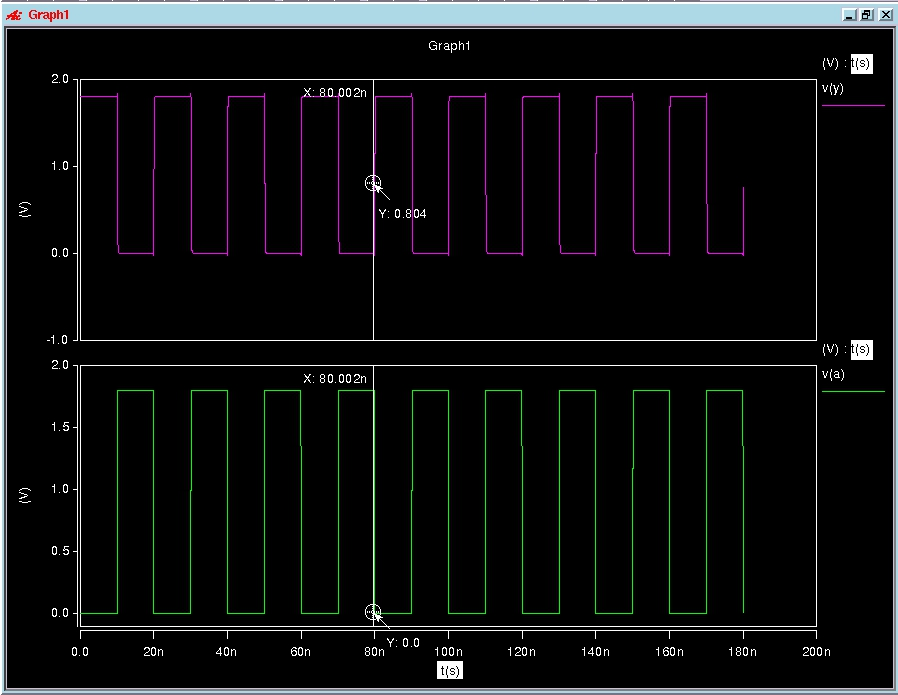 Graph1
Graph1
(V) : t(s)
v(y)
2.0
1.0
0.0
-1.0
(V)
X: 80.002n
Y: 0.804
(V) : t(s)
v(a)
2.0
1.5
1.0
0.5
0.0
(V)
X: 80.002n
Y: 0.0
0.0 20n 40n 60n 80n 100n 120n 140n 160n 180n 200n
t(s)